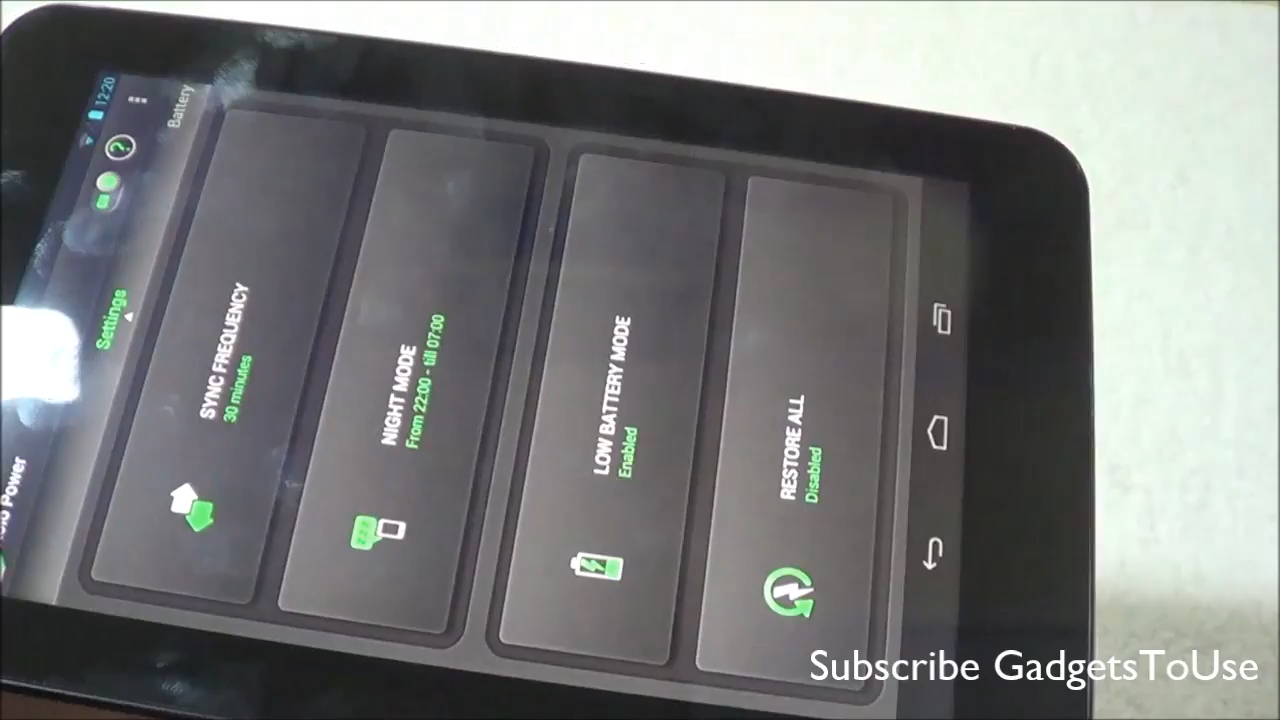 12:20
Power
Settings
Battery
SYNC FREQUENCY
30 minutes
NIGHT MODE
From 22:00 - till 07:00
zzz
LOW BATTERY MODE
Enabled
RESTORE ALL
Disabled
Subscribe GadgetsToUse